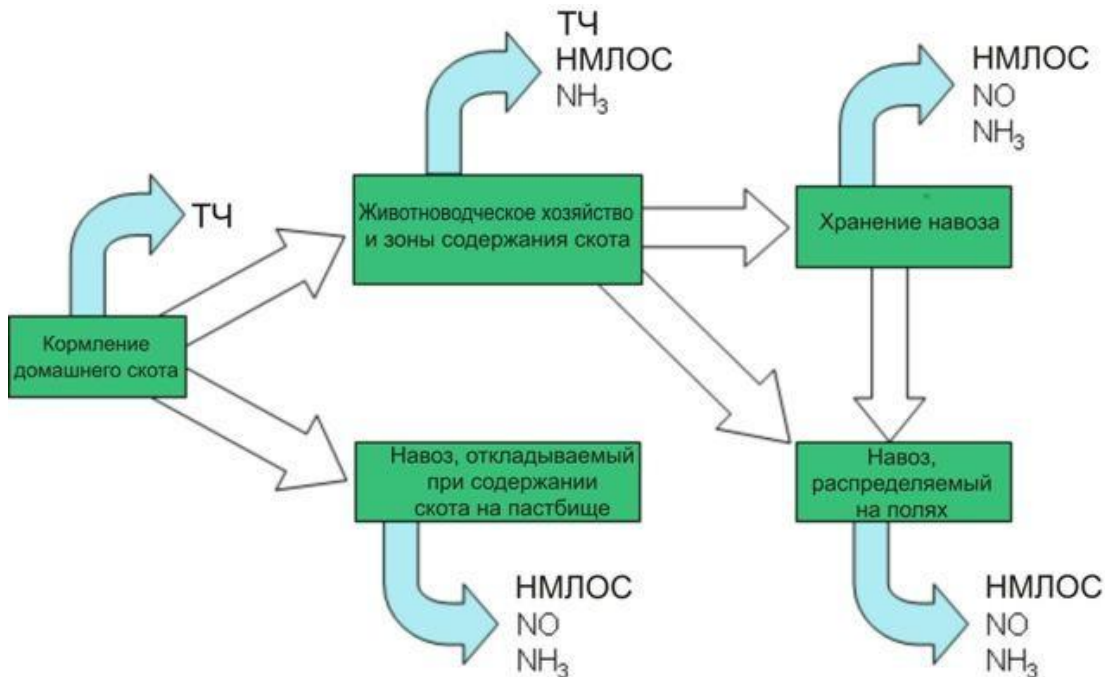 ТЧ
НМЛОС
NH₃
НМЛОС
NO
NH₃
ТЧ
Животноводческое хозяйство
и зоны содержания скота
Хранение навоза
Кормление
домашнего скота
Навоз, откладываемый
при содержании
скота на пастбище
Навоз,
распределяемый
на полях
НМЛОС
NO
NH₃
НМЛОС
NO
NH₃